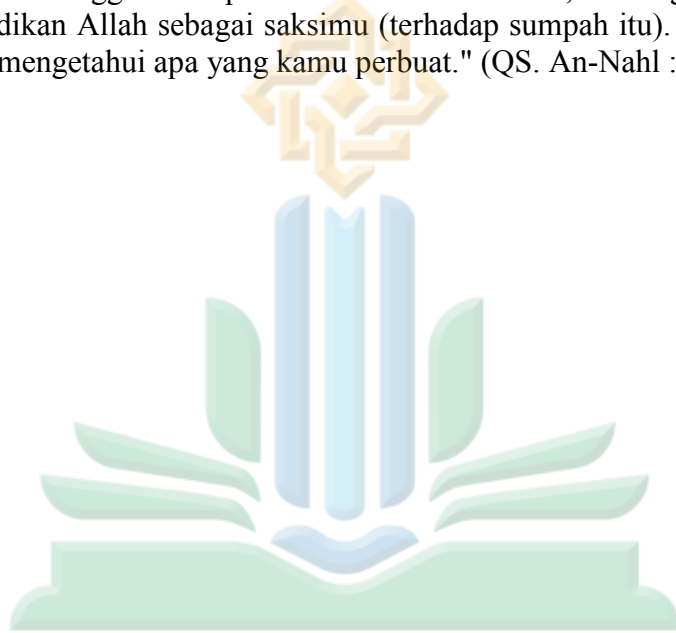 dikan Allah sebagai saksimu (terhadap sumpah itu).
mengetahui apa yang kamu perbuat." (QS. An-Nahl :